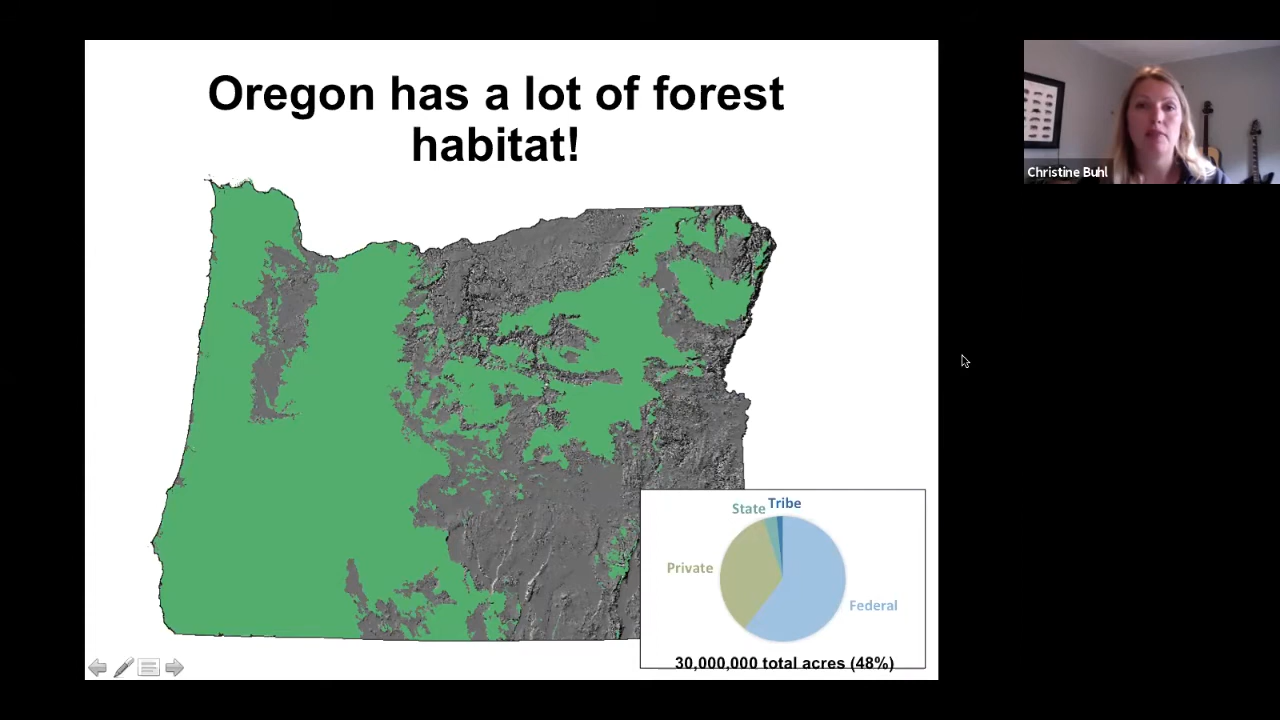 Oregon has a lot of forest
habitat!
Christine Buhl
State
Tribe
Private
Federal
30,000,000 total acres (48%)